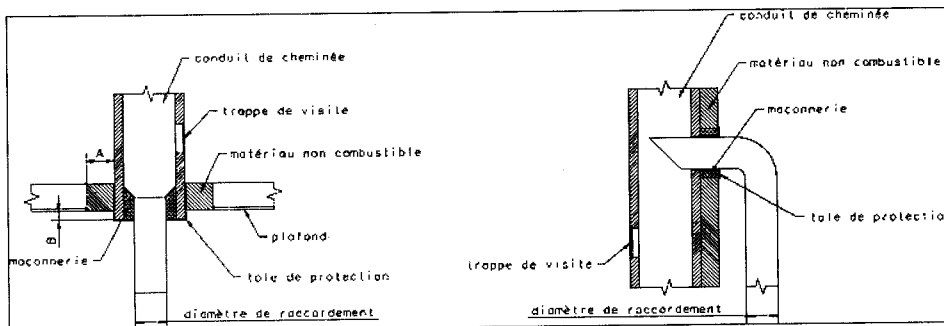 conduit de cheminée
trappe de visite
A
matériau non combustible
B
plafond
maçonnerie
tole de protection
diamètre de raccordement
conduit de cheminée
matériau non combustible
maçonnerie
tole de protectio
trappe de visite
diamètre de raccordement